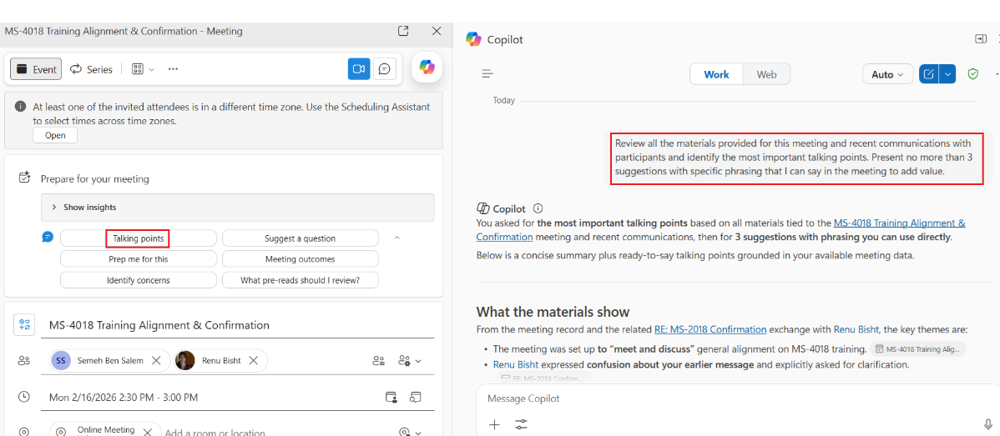 MS-4018 Training Alignment & Confirmation - Meeting
Event
Series
At least one of the invited attendees is in a different time zone. Use the Scheduling Assistant
to select times across time zones.
Open
Prepare for your meeting
Show insights
Talking points
Suggest a question
Prep me for this
Meeting outcomes
Identify concerns
What pre-reads should I review?
MS-4018 Training Alignment & Confirmation
SS
Semeh Ben Salem
Renu Bisht
Mon 2/16/2026 2:30 PM - 3:00 PM
Online Meeting
Add a room or location
Copilot
Work
Web
Auto
Today
Review all the materials provided for this meeting and recent communications with
participants and identify the most important talking points. Present no more than 3
suggestions with specific phrasing that I can say in the meeting to add value.
Copilot
You asked for the most important talking points based on all materials tied to the MS-4018 Training Alignment &
Confirmation meeting and recent communications, then for 3 suggestions with phrasing you can use directly.
Below is a concise summary plus ready-to-say talking points grounded in your available meeting data.
What the materials show
From the meeting record and the related RE: MS-2018 Confirmation exchange with Renu Bisht, the key themes are:
• The meeting was set up to “meet and discuss” general alignment on MS-4018 training. MS-4018 Training Alig...
• Renu Bisht expressed confusion about your earlier message and explicitly asked for clarification.
RE: MS-2018 Confirm...
Message Copilot